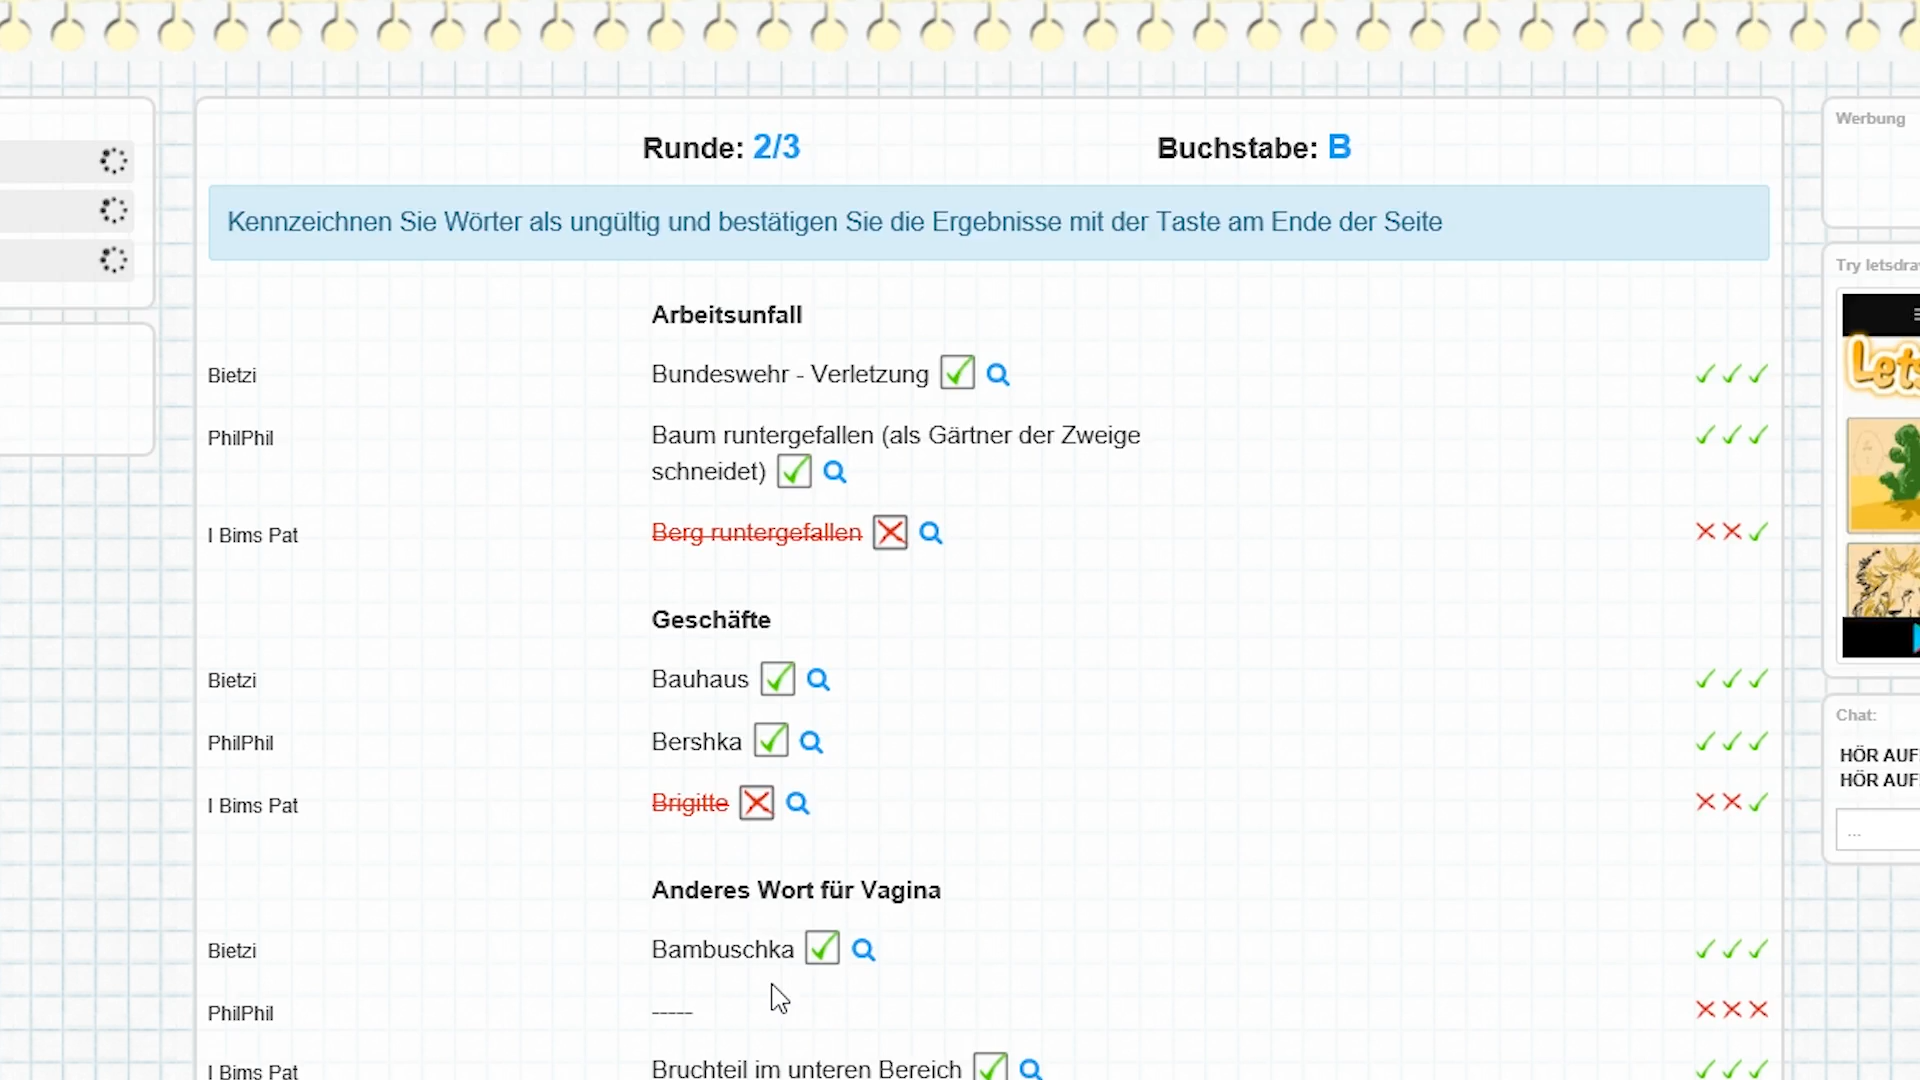 Runde: 2/3
Buchstabe: B
Werbung
Kennzeichnen Sie Wörter als ungültig und bestätigen Sie die Ergebnisse mit der Taste am Ende der Seite
Try letsdra
Lets
Arbeitsunfall
Bietzi
Bundeswehr - Verletzung
PhilPhil
Baum runtergefallen (als Gärtner der Zweige
schneidet)
I Bims Pat
Berg runtergefallen
Geschäfte
Bietzi
Bauhaus
PhilPhil
Bershka
I Bims Pat
Brigitte
Chat:
HÖR AUF
HÖR AUF
...
Anderes Wort für Vagina
Bietzi
Bambuschka
PhilPhil
-----
I Bims Pat
Bruchteil im unteren Bereich